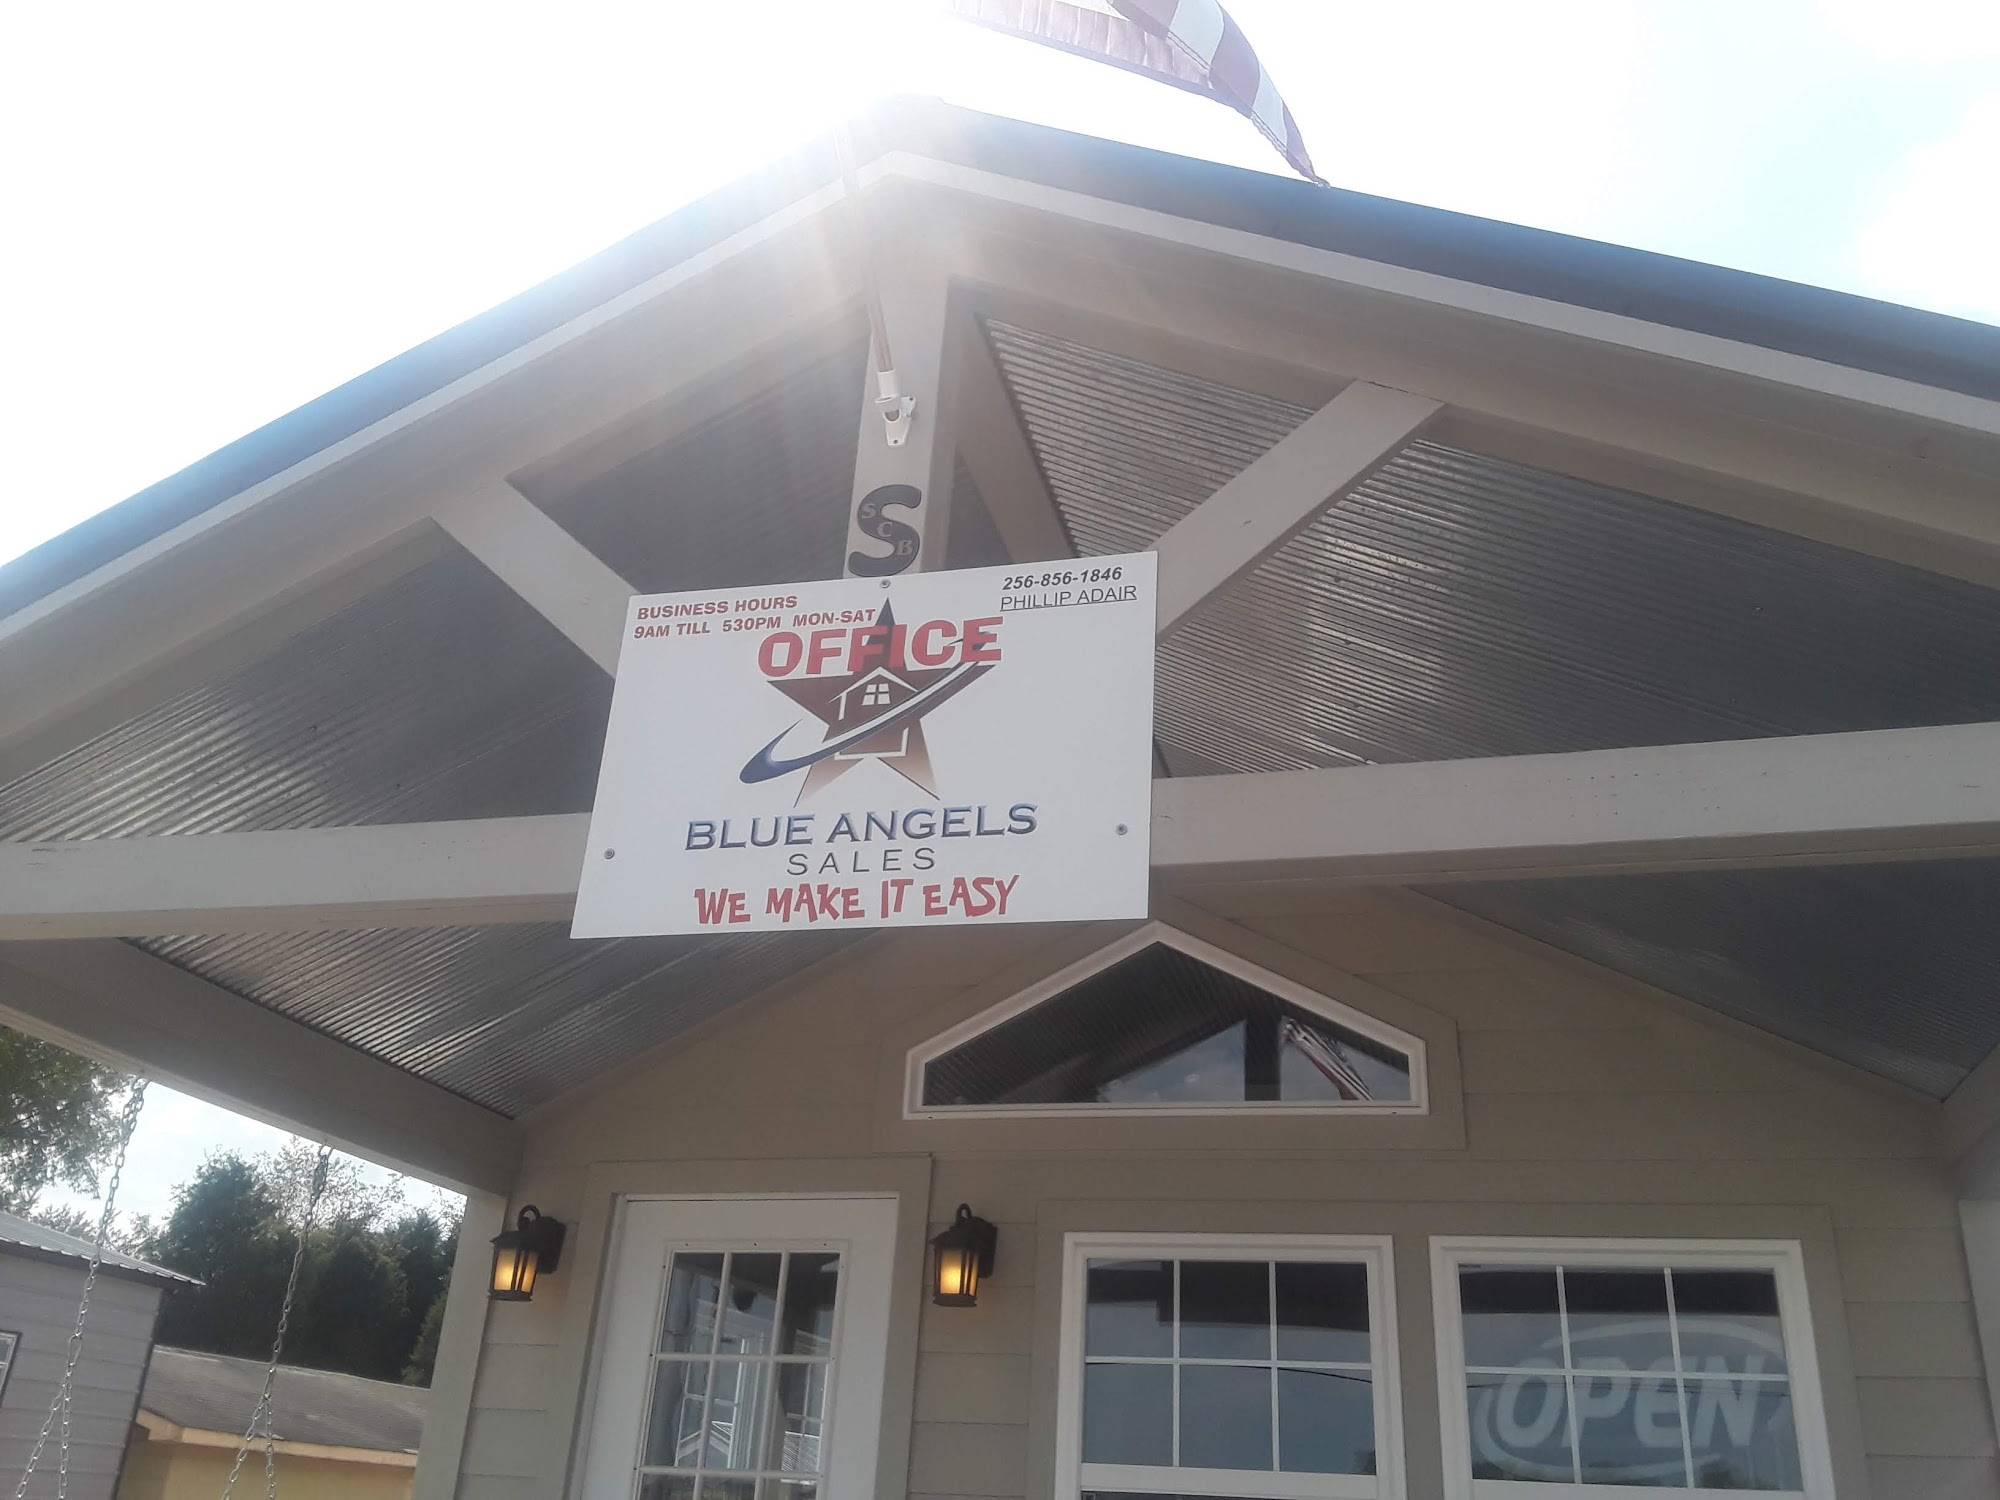 S
SCB
BUSINESS HOURS
9AM TILL 530PM MON-SAT
256-856-1846
PHILLIP ADAIR
OFFICE
BLUE ANGELS
SALES
WE MAKE IT EASY
OPEN